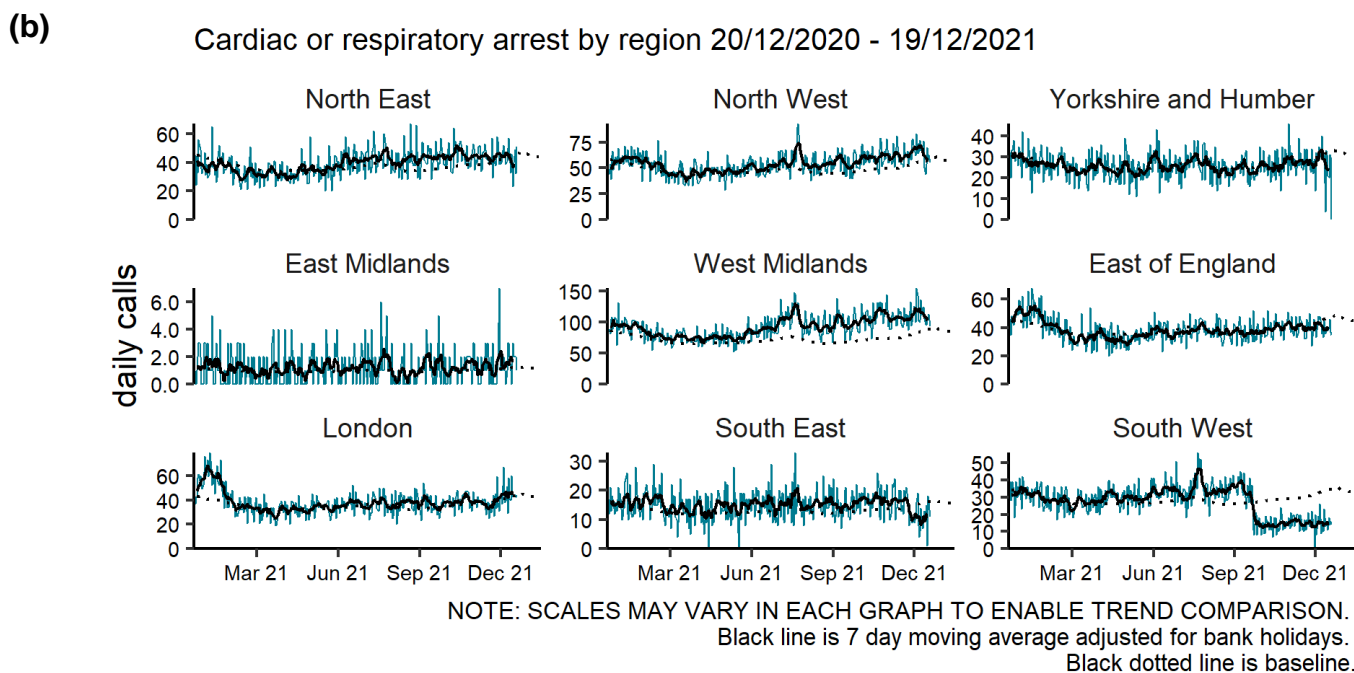 (b)
Cardiac or respiratory arrest by region 20/12/2020 - 19/12/2021
daily calls
North East
60
40
20
0
North West
75
50
25
0
Yorkshire and Humber
40
30
20
10
0
East Midlands
6.0
4.0
2.0
0.0
West Midlands
150
100
50
0
East of England
60
40
20
0
London
60
40
20
0
South East
30
20
10
0
South West
50
40
30
20
10
0
Mar 21 Jun 21 Sep 21 Dec 21
Mar 21 Jun 21 Sep 21 Dec 21
Mar 21 Jun 21 Sep 21 Dec 21
NOTE: SCALES MAY VARY IN EACH GRAPH TO ENABLE TREND COMPARISON.
Black line is 7 day moving average adjusted for bank holidays.
Black dotted line is baseline.